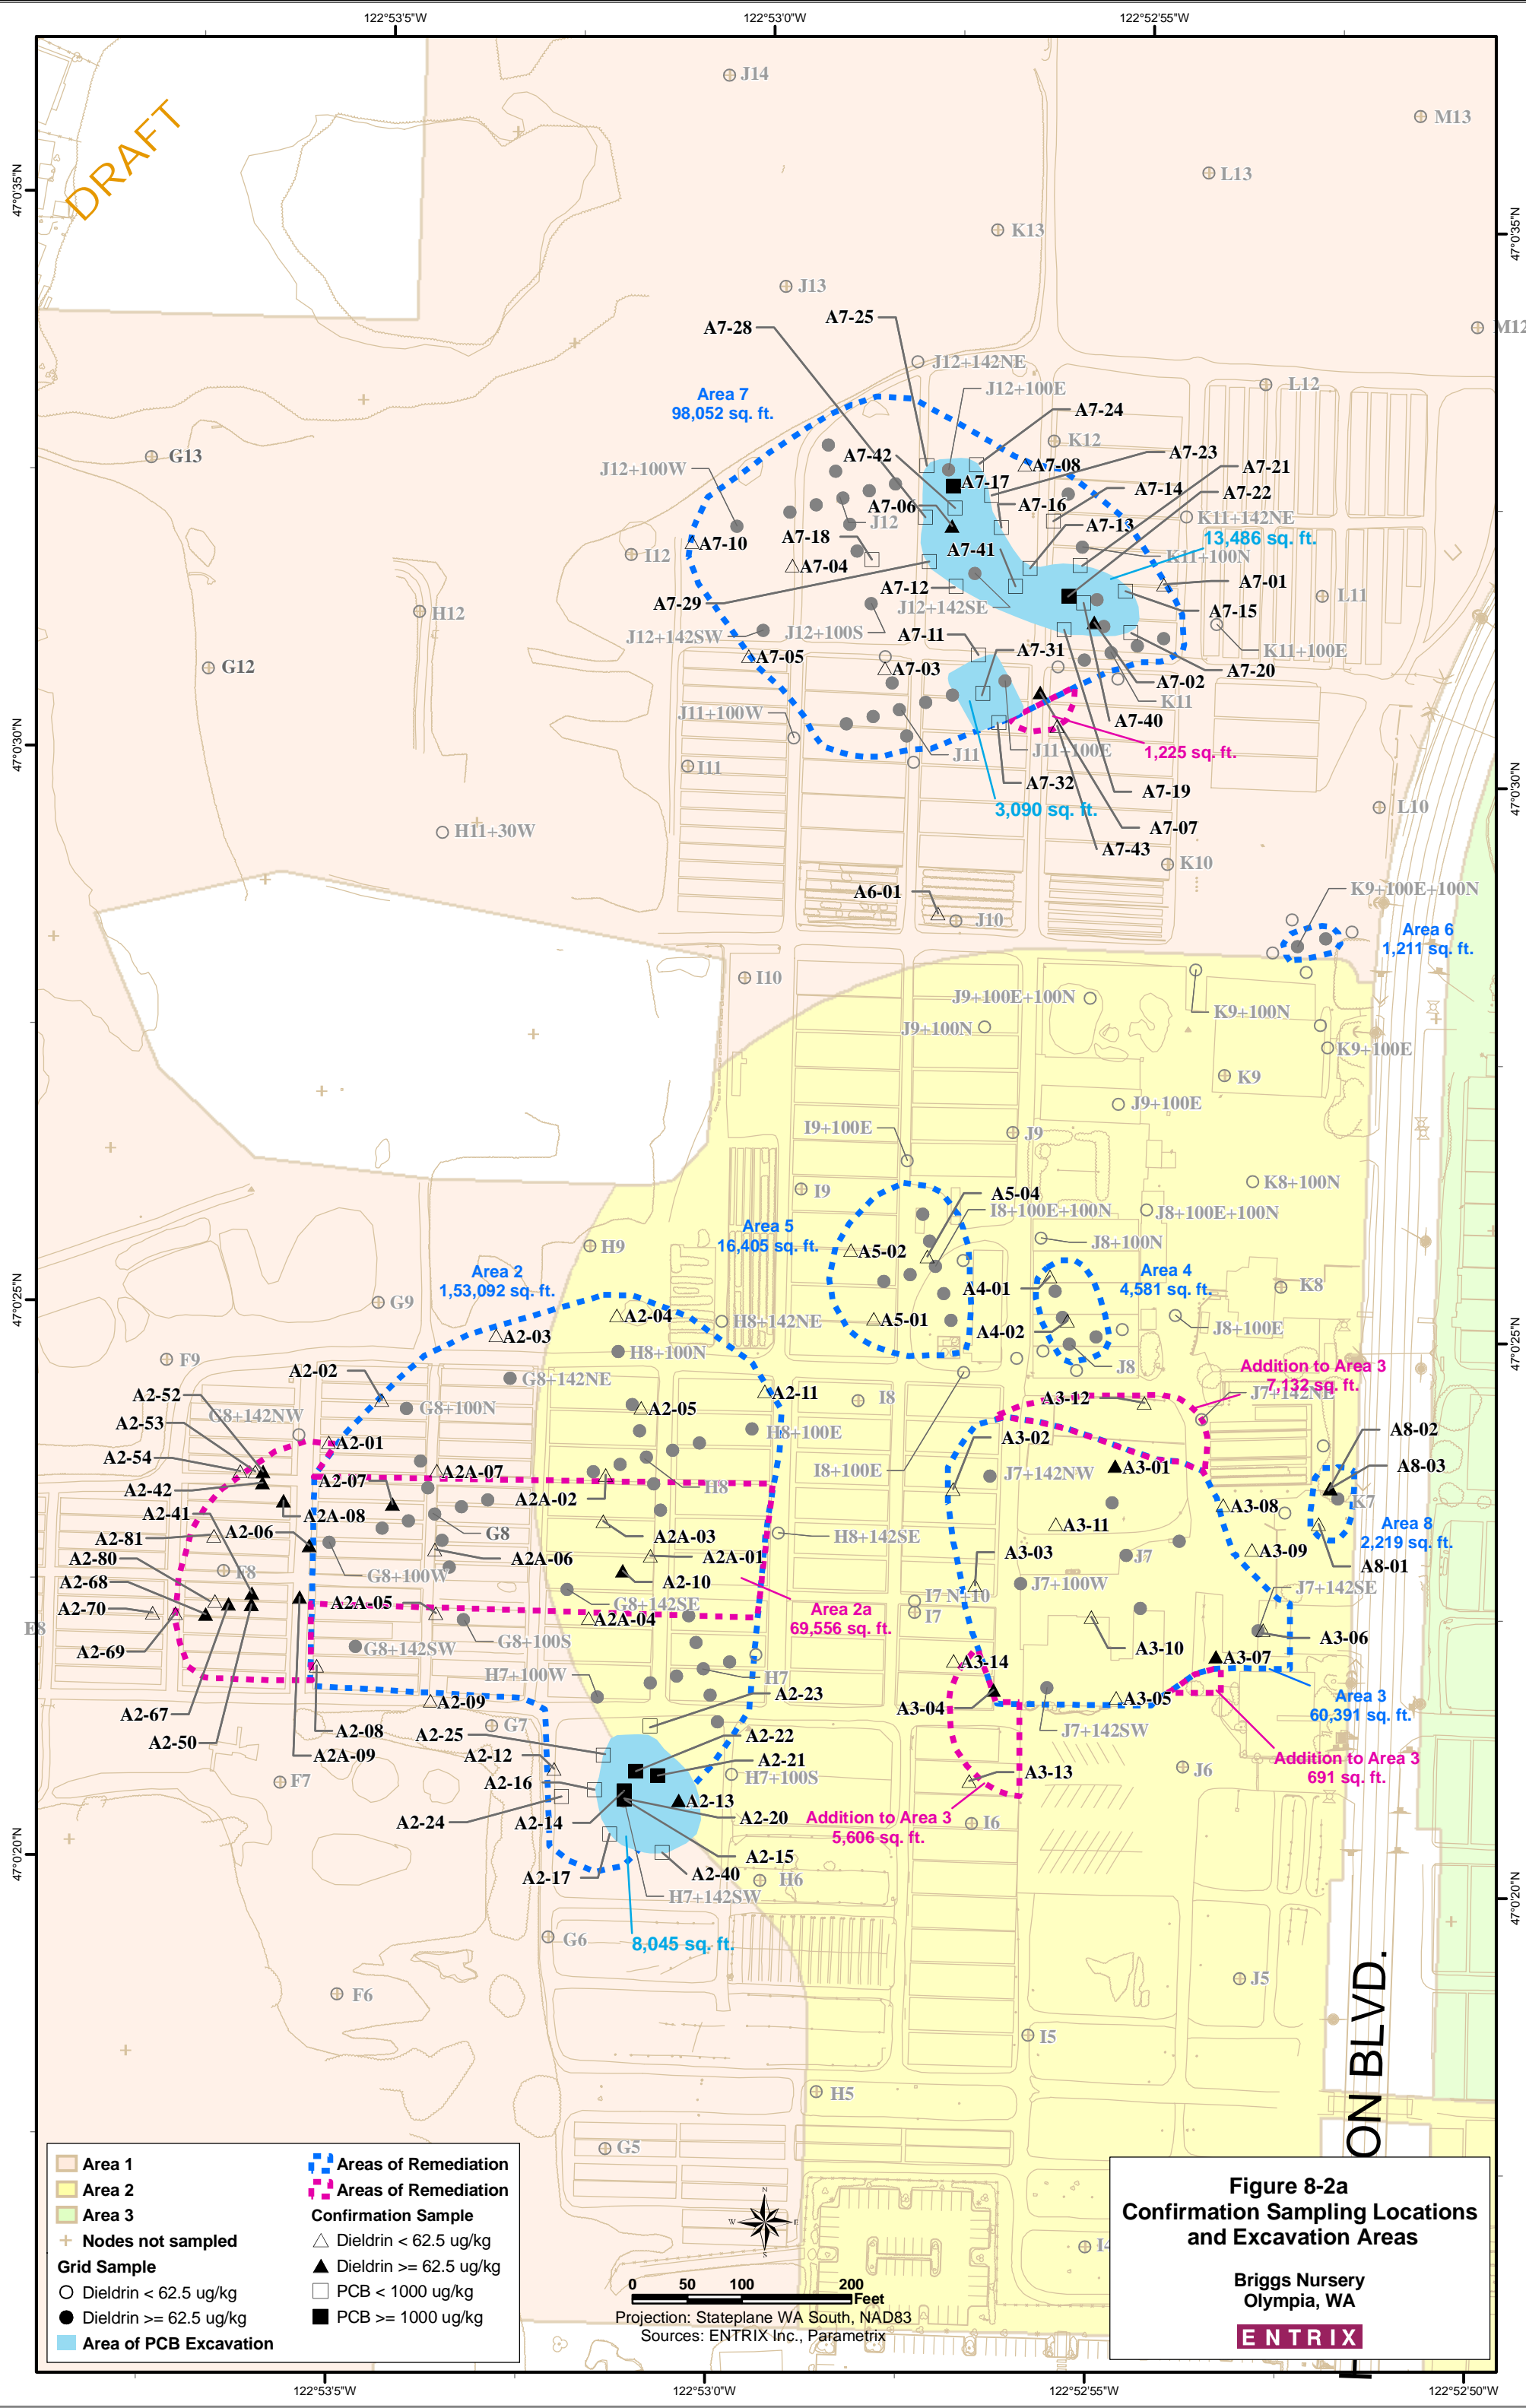 122°53'5"W
122°53'0"W
122°52'55"W
DRAFT
47°0'35"N
47°0'35"N
J14
M13
L13
K13
J13
M12
A7-25
A7-28
J12+142NE
J12+100E
L12
Area 7
98,052 sq. ft.
A7-24
K12
G13
A7-42
A7-08
A7-23
A7-21
J12+100W
A7-17
A7-14
A7-22
A7-06
A7-16
J12
A7-13
K11+142NE
A7-18
A7-10
13,486 sq. ft.
I12
A7-41
K11+100N
A7-04
A7-12
A7-01
L11
A7-29
J12+142SE
A7-15
H12
J12+142SW
J12+100S
A7-11
A7-31
K11+100E
A7-05
A7-03
A7-20
G12
A7-02
K11
J11+100W
A7-40
J11
J11+100E
1,225 sq. ft.
47°0'30"N
47°0'30"N
I11
A7-32
A7-19
3,090 sq. ft.
L10
A7-07
H11+30W
A7-43
K10
A6-01
J10
K9+100E+100N
Area 6
1,211 sq. ft.
I10
J9+100E+100N
K9+100N
J9+100N
K9+100E
K9
J9+100E
I9+100E
J9
I9
K8+100N
A5-04
I8+100E+100N
J8+100E+100N
Area 5
16,405 sq. ft.
H9
A5-02
J8+100N
Area 2
1,53,092 sq. ft.
A4-01
Area 4
4,581 sq. ft.
K8
G9
A2-04
H8+142NE
A5-01
A4-02
J8+100E
47°0'25"N
47°0'25"N
A2-03
F9
H8+100N
J8
Addition to Area 3
7,132 sq. ft.
A2-02
G8+142NE
A2-11
I8
A3-12
J7+142NE
A2-52
G8+142NW
G8+100N
A2-05
A2-53
H8+100E
A3-02
A8-02
A2-54
A2-01
I8+100E
J7+142NW
A3-01
A8-03
A2-42
A2-07
A2A-07
H8
A2A-02
K7
A2-41
A2A-08
A3-08
A2-81
A2-06
G8
A2A-03
H8+142SE
A3-11
Area 8
2,219 sq. ft.
A2-80
A2A-06
A2A-01
A3-03
J7
A3-09
A8-01
A2-68
F8
G8+100W
A2-10
J7+100W
J7+142SE
A2-70
A2A-05
G8+142SE
Area 2a
69,556 sq. ft.
I7 N+10
I7
E8
A2A-04
A2-69
G8+142SW
G8+100S
A3-10
A3-06
H7+100W
H7
A3-14
A3-07
A2-67
A2-09
A2-23
A3-04
A3-05
Area 3
60,391 sq. ft.
A2-50
A2-08
A2-25
G7
A2-22
J7+142SW
A2A-09
A2-12
A2-21
Addition to Area 3
691 sq. ft.
F7
A2-16
H7+100S
A3-13
J6
A2-24
A2-14
A2-13
A2-20
Addition to Area 3
5,606 sq. ft.
I6
A2-15
47°0'20"N
47°0'20"N
A2-17
A2-40
H6
H7+142SW
G6
8,045 sq. ft.
F6
J5
I5
H5
G5
I4
ON BLVD.
Area 1
Area 2
Area 3
Nodes not sampled
Grid Sample
Dieldrin < 62.5 ug/kg
Dieldrin >= 62.5 ug/kg
Area of PCB Excavation
Areas of Remediation
Areas of Remediation
Confirmation Sample
Dieldrin < 62.5 ug/kg
Dieldrin >= 62.5 ug/kg
PCB < 1000 ug/kg
PCB >= 1000 ug/kg
N
W
E
S
0 50 100 200
Feet
Projection: Stateplane WA South, NAD83
Sources: ENTRIX Inc., Parametrix
Figure 8-2a
Confirmation Sampling Locations
and Excavation Areas
Briggs Nursery
Olympia, WA
ENTRIX
122°53'5"W
122°53'0"W
122°52'55"W
122°52'50"W